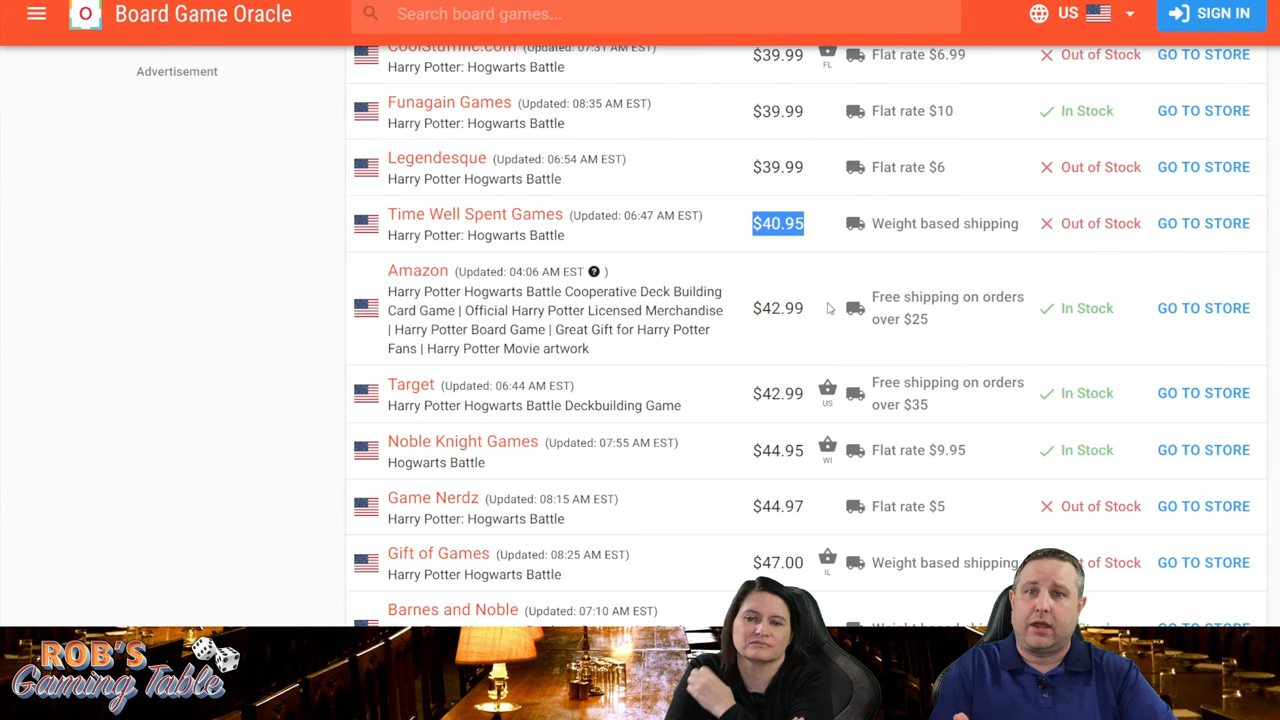 Board Game Oracle
Search board games...
US
SIGN IN
Advertisement
CoolStuffInc.com (Updated: 07:31 AM EST)
Harry Potter: Hogwarts Battle
$39.99
FL
Flat rate $6.99
Out of Stock
GO TO STORE
Funagain Games (Updated: 08:35 AM EST)
Harry Potter: Hogwarts Battle
$39.99
Flat rate $10
In Stock
GO TO STORE
Legendesque (Updated: 06:54 AM EST)
Harry Potter Hogwarts Battle
$39.99
Flat rate $6
Out of Stock
GO TO STORE
Time Well Spent Games (Updated: 06:47 AM EST)
Harry Potter: Hogwarts Battle
$40.95
Weight based shipping
Out of Stock
GO TO STORE
Amazon (Updated: 04:06 AM EST ? )
Harry Potter Hogwarts Battle Cooperative Deck Building
Card Game | Official Harry Potter Licensed Merchandise
| Harry Potter Board Game | Great Gift for Harry Potter
Fans | Harry Potter Movie artwork
$42.99
Free shipping on orders
over $25
In Stock
GO TO STORE
Target (Updated: 06:44 AM EST)
Harry Potter Hogwarts Battle Deckbuilding Game
$42.99
US
Free shipping on orders
over $35
In Stock
GO TO STORE
Noble Knight Games (Updated: 07:55 AM EST)
Hogwarts Battle
$44.95
WI
Flat rate $9.95
In Stock
GO TO STORE
Game Nerdz (Updated: 08:15 AM EST)
Harry Potter: Hogwarts Battle
$44.97
Flat rate $5
Out of Stock
GO TO STORE
Gift of Games (Updated: 08:25 AM EST)
Harry Potter: Hogwarts Battle
$47.00
IL
Weight based shipping
of Stock
GO TO STORE
Barnes and Noble (Updated: 07:10 AM EST)
ROB'S
Gaming Table